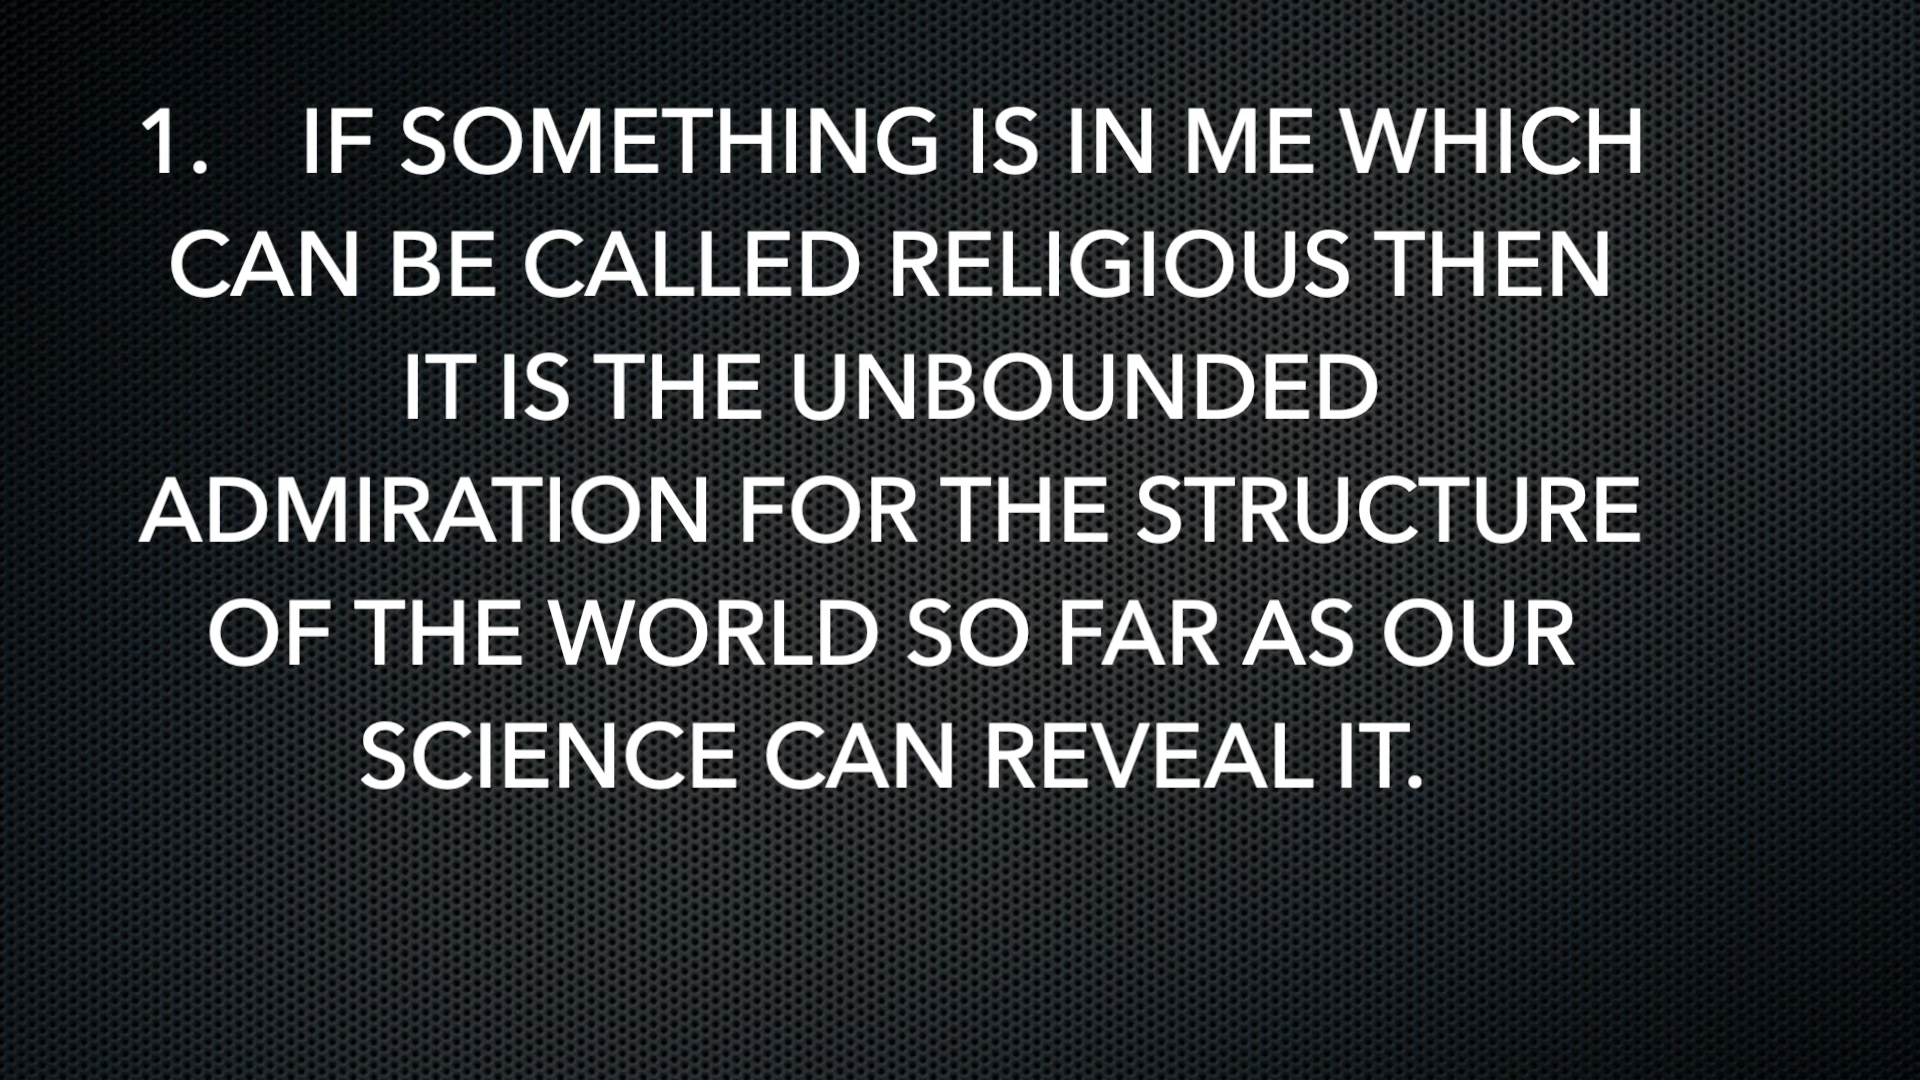 1. IF SOMETHING IS IN ME WHICH
CAN BE CALLED RELIGIOUS THEN
IT IS THE UNBOUNDED
ADMIRATION FOR THE STRUCTURE
OF THE WORLD SO FAR AS OUR
SCIENCE CAN REVEAL IT.